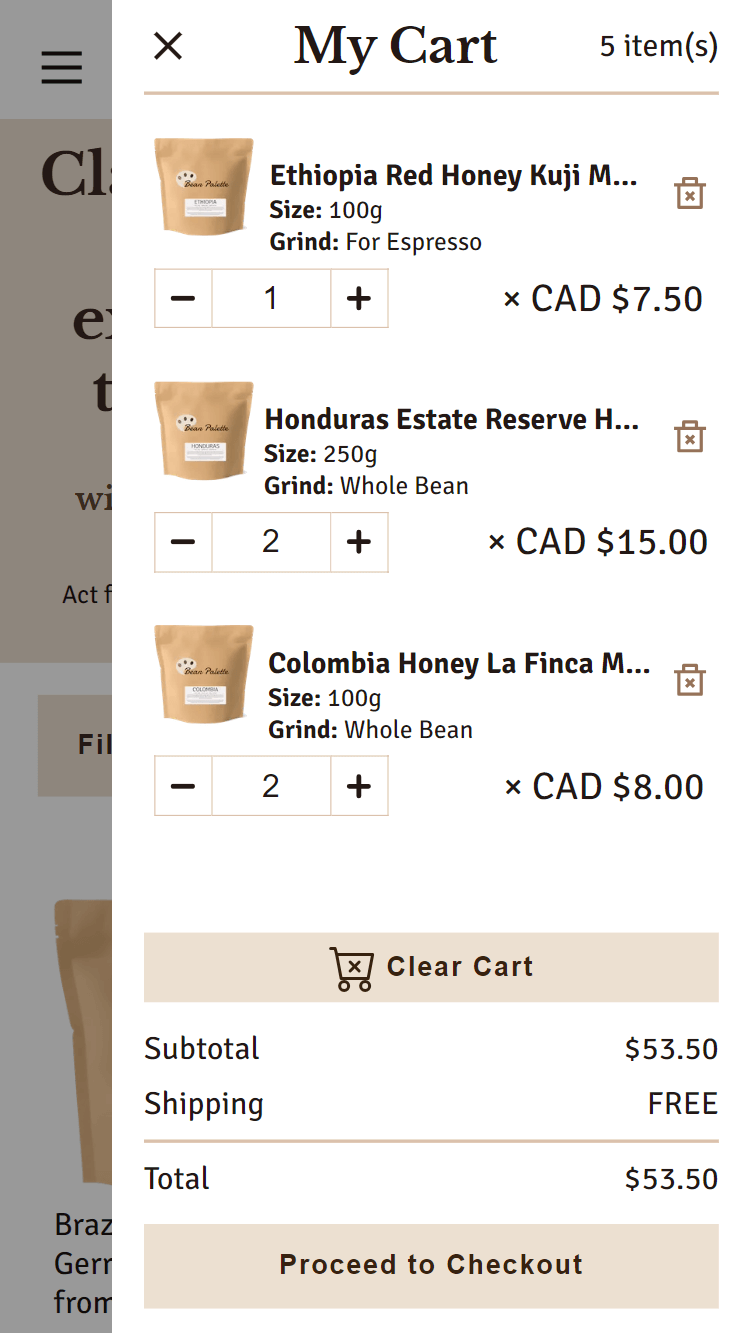 My Cart
5 item(s)
Bean Palette
ETHIOPIA
Ethiopia Red Honey Kuji M...
Size: 100g
Grind: For Espresso
1
× CAD $7.50
Bean Palette
HONDURAS
Honduras Estate Reserve H...
Size: 250g
Grind: Whole Bean
2
× CAD $15.00
Bean Palette
COLOMBIA
Colombia Honey La Finca M...
Size: 100g
Grind: Whole Bean
2
× CAD $8.00
Clear Cart
Subtotal
$53.50
Shipping
FREE
Total
$53.50
Proceed to Checkout
Cl
e
t
wi
Act f
Fil
Braz
Gerr
from